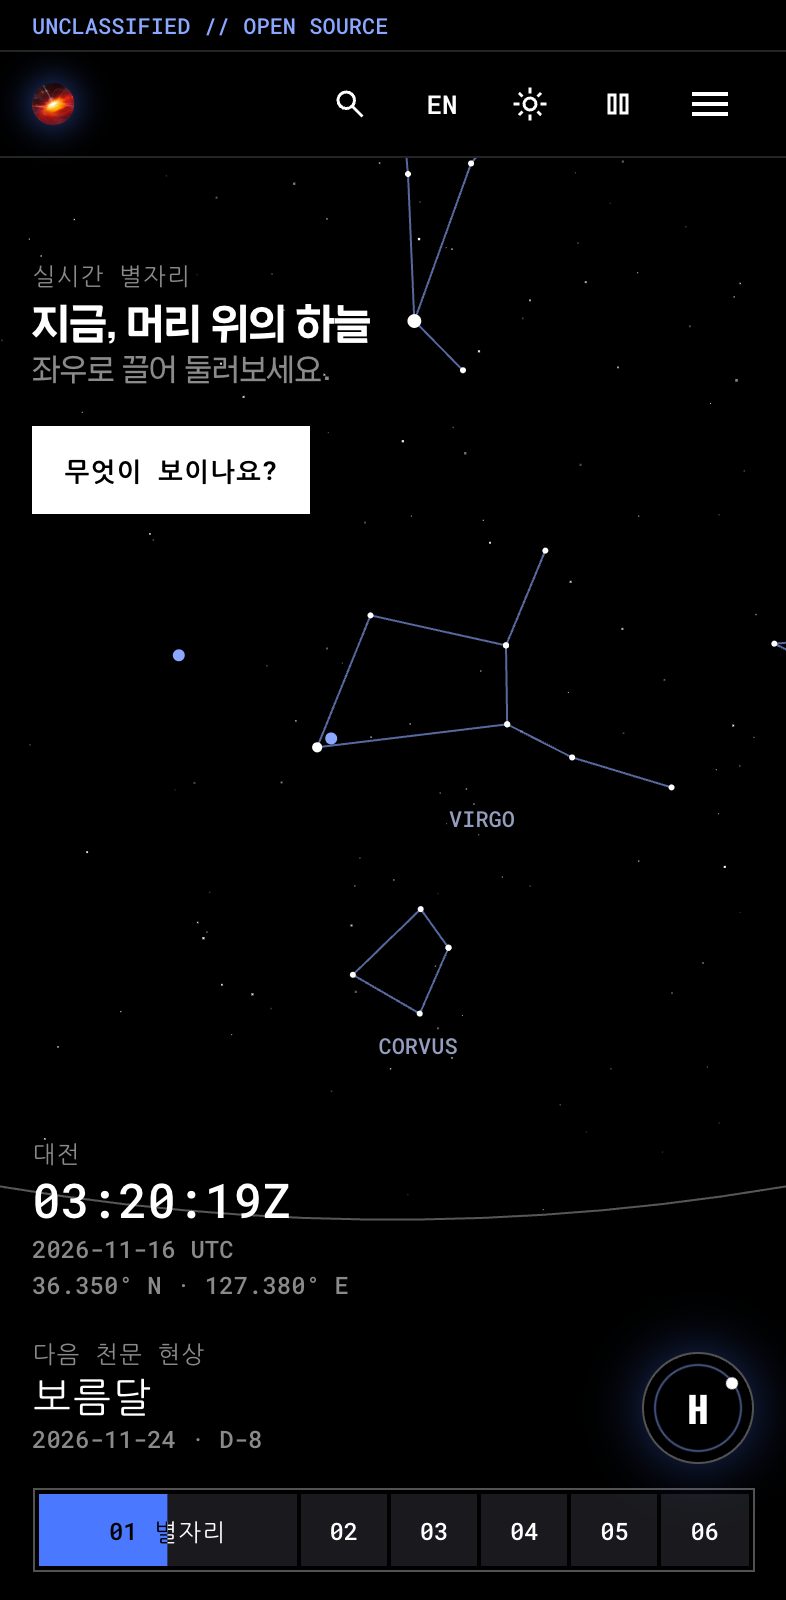 UNCLASSIFIED // OPEN SOURCE
EN
실시간 별자리
지금, 머리 위의 하늘
좌우로 끌어 둘러보세요.
무엇이 보이나요?
VIRGO
CORVUS
대전
03:20:19Z
2026-11-16 UTC
36.350° N · 127.380° E
다음 천문 현상
보름달
2026-11-24 · D-8
H
01 별자리 02 03 04 05 06